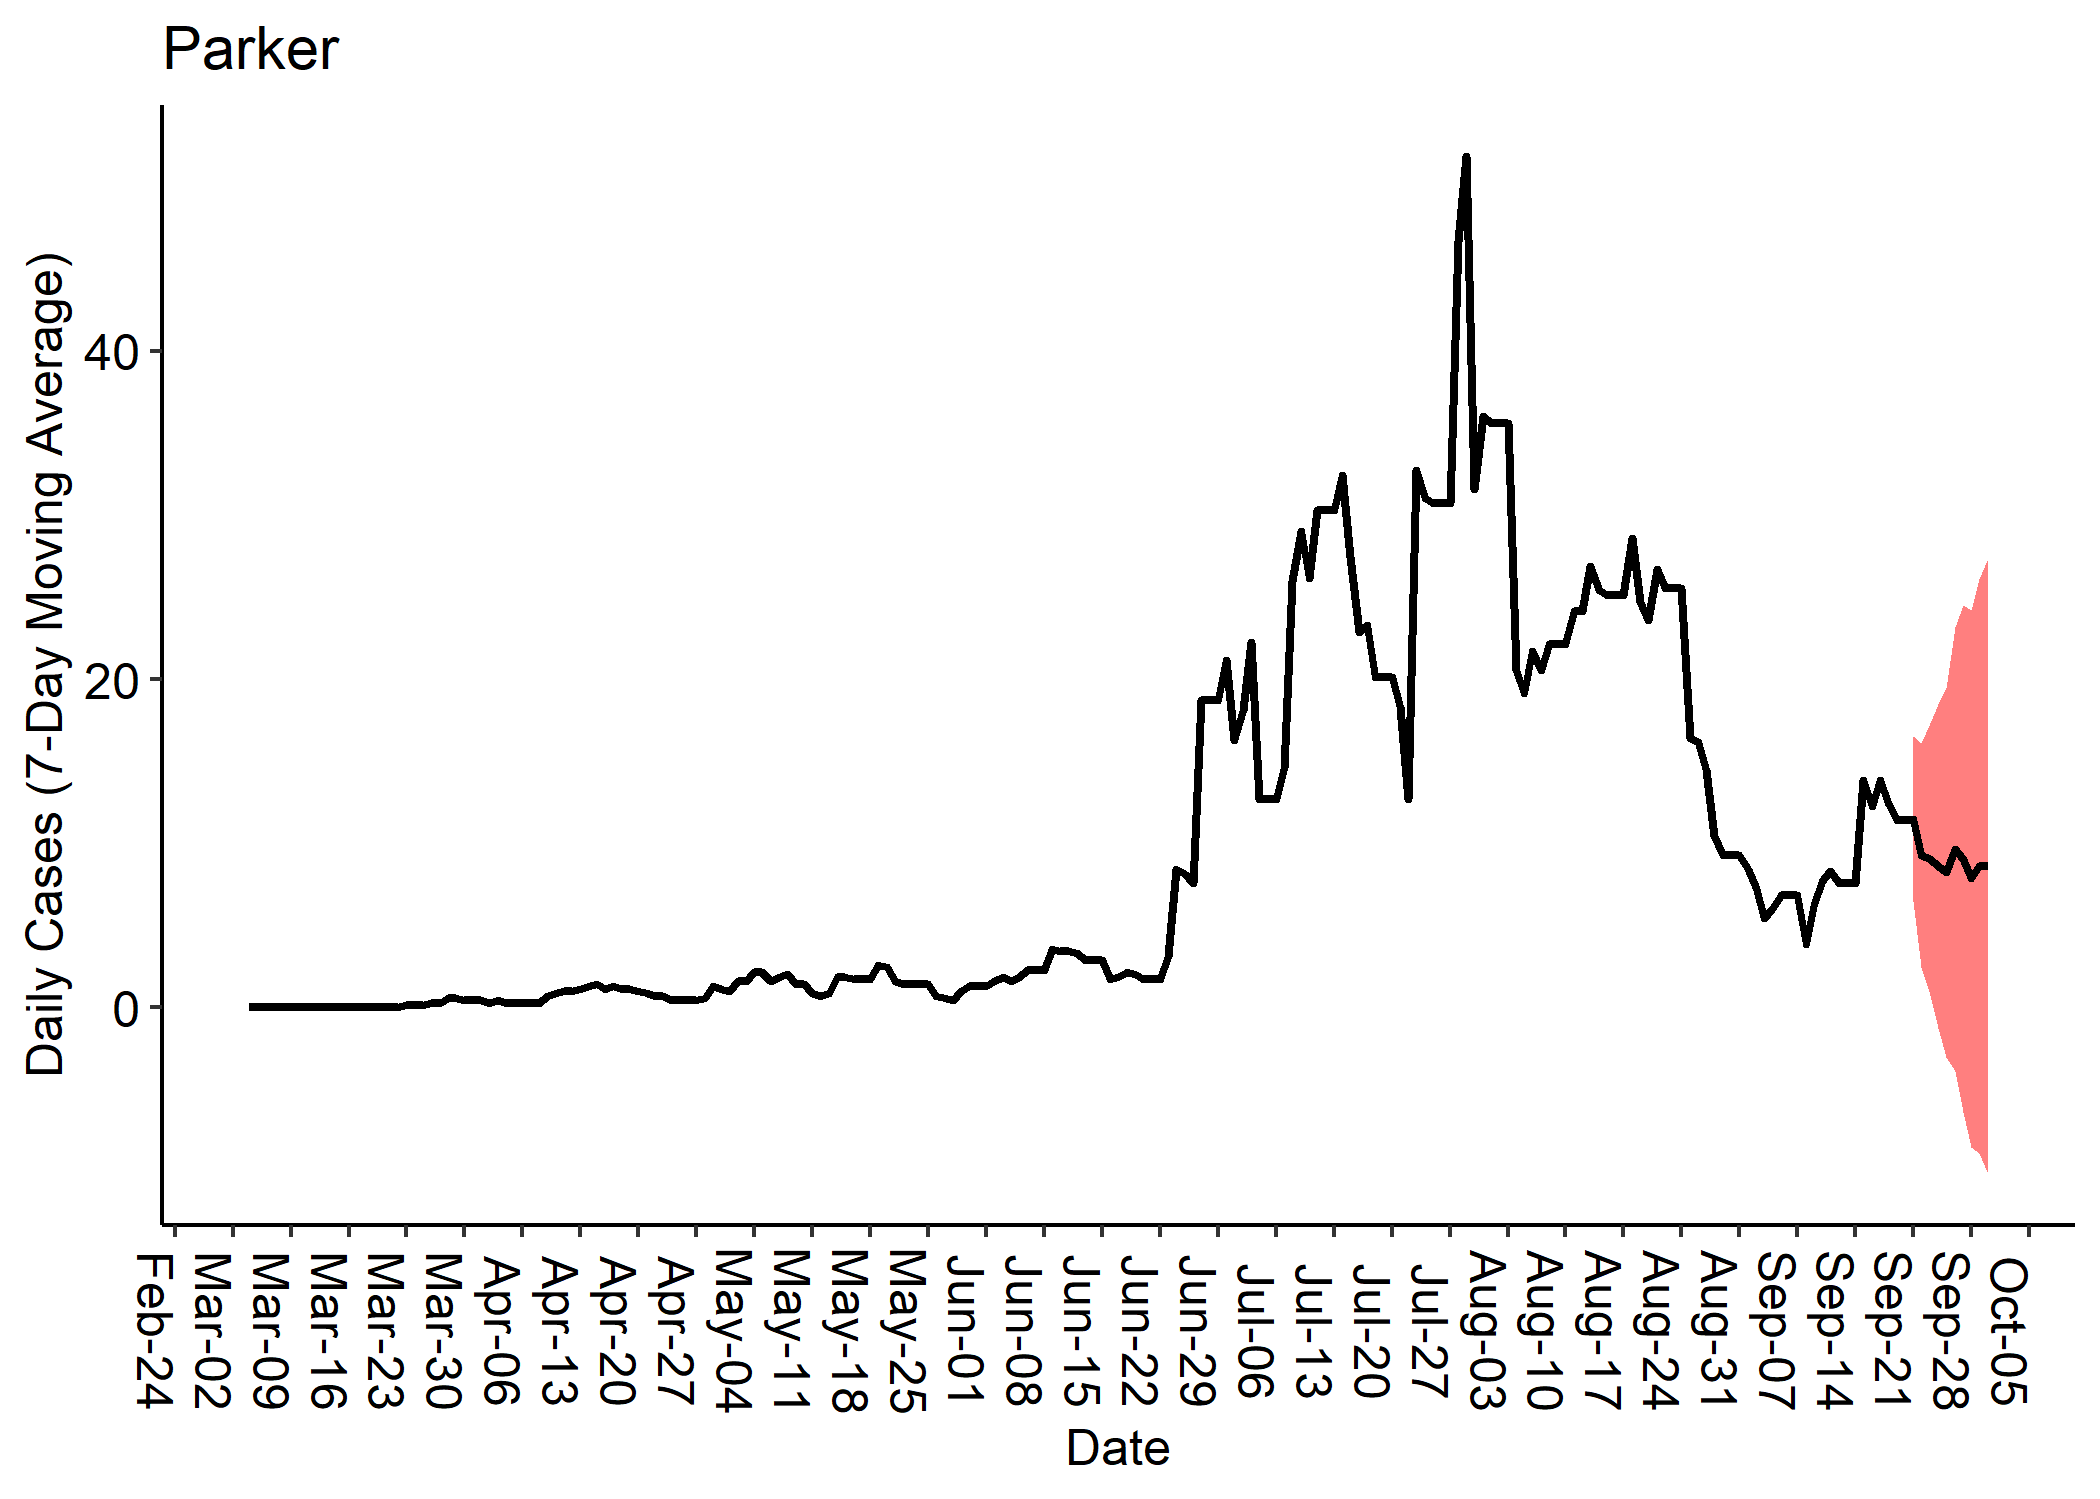 Parker
Daily Cases (7-Day Moving Average)
40
20
0
Feb-24
Mar-02
Mar-09
Mar-16
Mar-23
Mar-30
Apr-06
Apr-13
Apr-20
Apr-27
May-04
May-11
May-18
May-25
Jun-01
Jun-08
Jun-15
Jun-22
Jun-29
Jul-06
Jul-13
Jul-20
Jul-27
Aug-03
Aug-10
Aug-17
Aug-24
Aug-31
Sep-07
Sep-14
Sep-21
Sep-28
Oct-05
Date